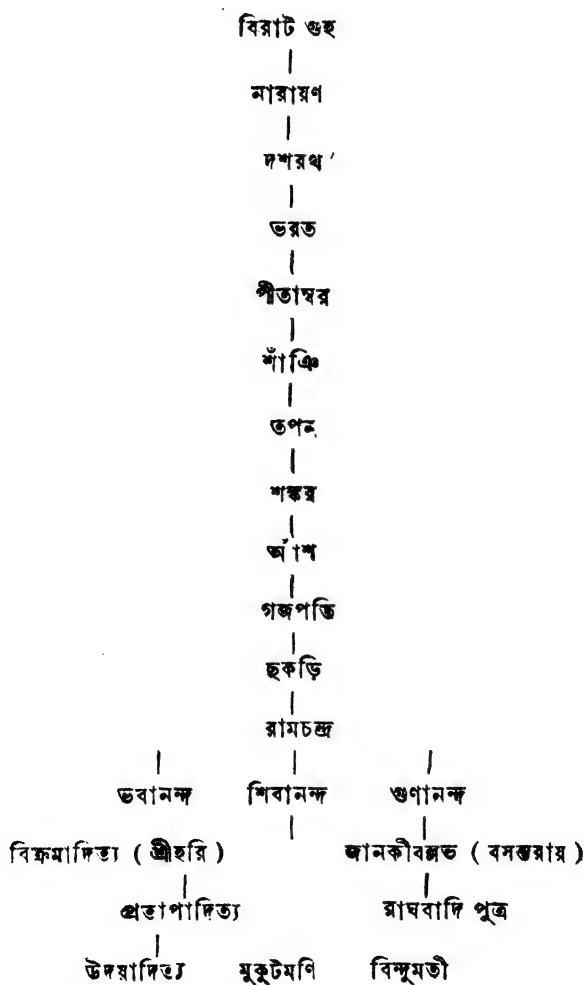 বিরাট গুহ
নারায়ণ
দশরথ
ভরত
পীতাম্বর
শাঁঞি
তপন
শঙ্কর
আঁশ
গজপতি
ছকড়ি
রামচন্দ্র
ভবানন্দ শিবানন্দ গুণানন্দ
বিক্রমাদিত্য ( শ্রীহরি ) জানকীবল্লভ ( বসন্তরায় )
প্রতাপাদিত্য রাঘবাদি পুত্র
উদয়াদিত্য মুকুটমণি বিন্দুমতী